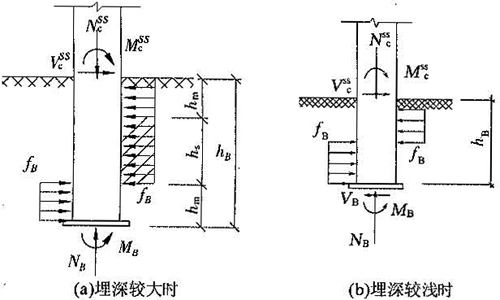 N_c^ss
V_c^ss
M_c^ss
h_m
h_s
h_B
h_m
f_B
f_B
M_B
N_B
(a)埋深较大时
N_c^ss
V_c^ss
M_c^ss
f_B
f_B
h_B
V_B
M_B
N_B
(b)埋深较浅时